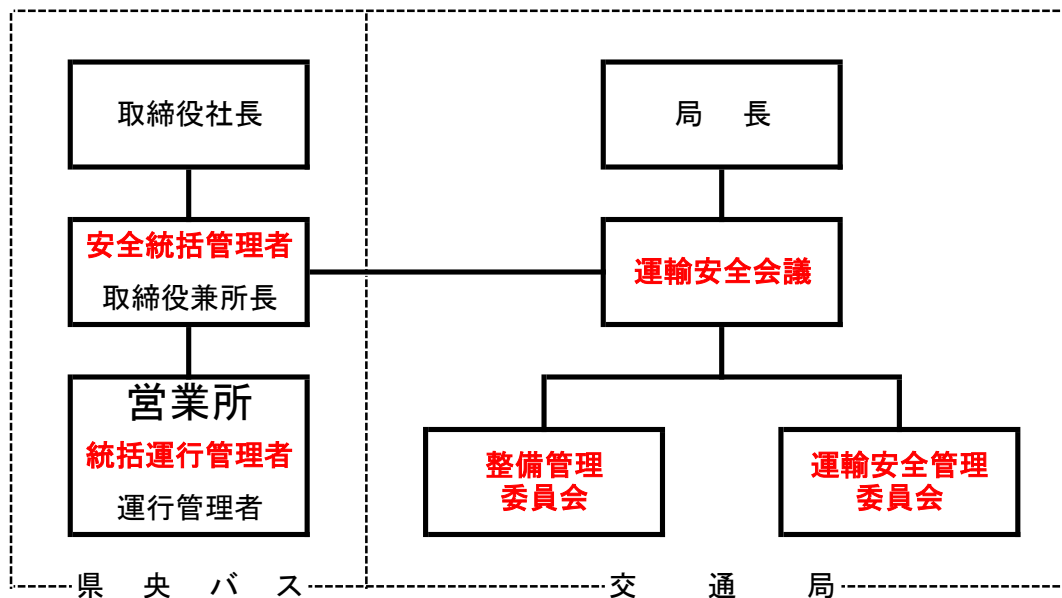 取締役社長
安全統括管理者
取締役兼所長
営業所
統括運行管理者
運行管理者
県央バス
局長
運輸安全会議
整備管理
委員会
運輸安全管理
委員会
交通局